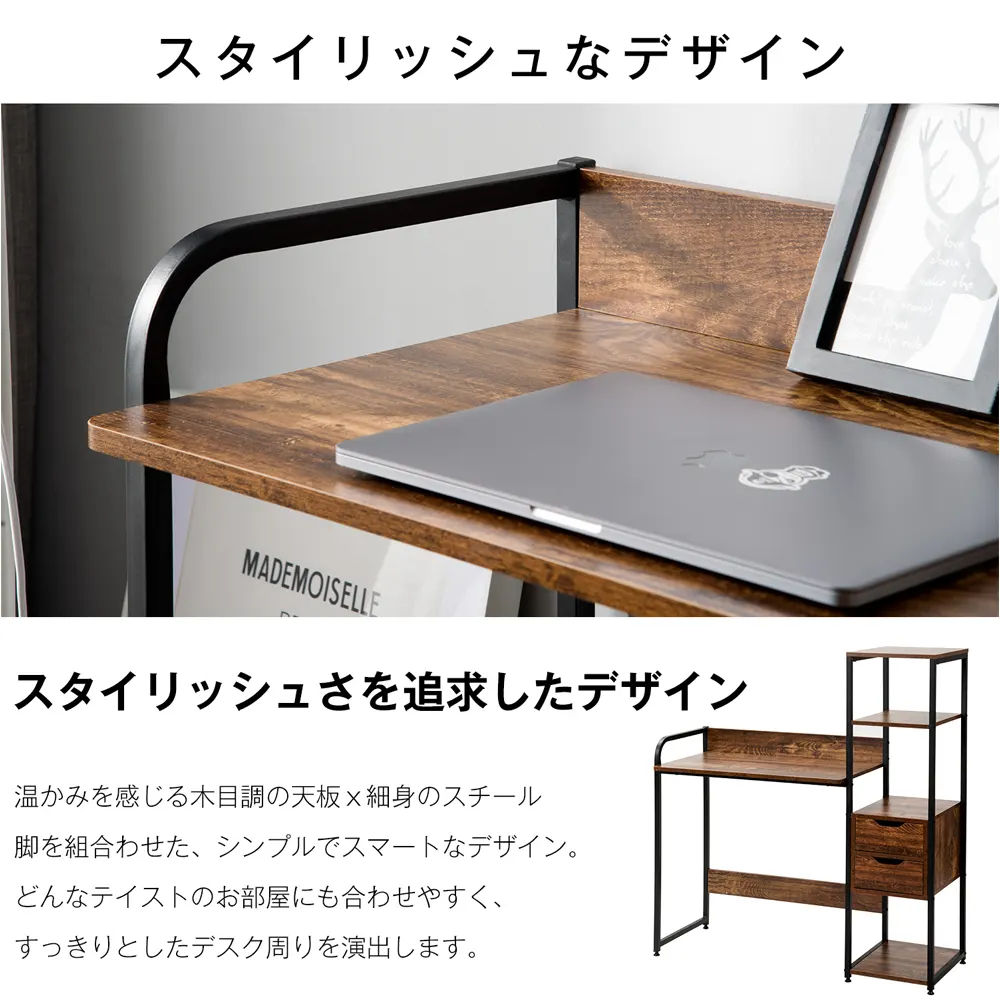 スタイリッシュなデザイン
MADEMOISELLE
スタイリッシュさを追求したデザイン
温かみを感じる木目調の天板x細身のスチール
脚を組合わせた、シンプルでスマートなデザイン。
どんなテイストのお部屋にも合わせやすく、
すっきりとしたデスク周りを演出します。